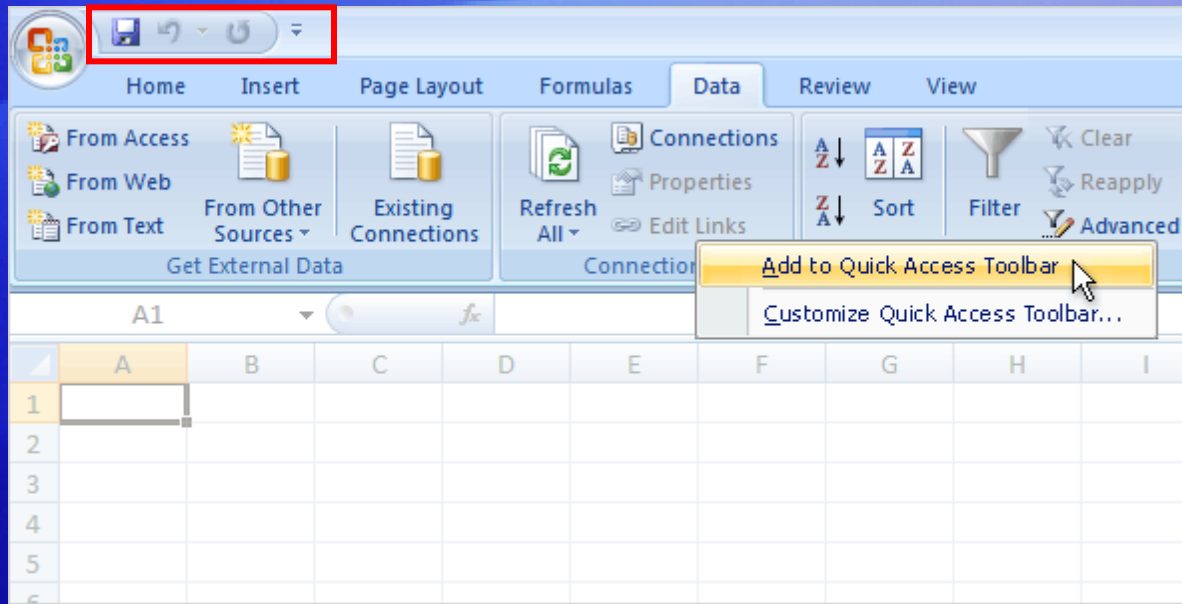 Home Insert Page Layout Formulas Data Review View
From Access
From Web
From Text
From Other
Sources
Existing
Connections
Get External Data
Refresh
All
Connections
Properties
Edit Links
A
Z
Z
A
A Z
Z A
Sort
Filter
Clear
Reapply
Advanced
Add to Quick Access Toolbar
Customize Quick Access Toolbar...
A1 fx
A B C D E F G H I
1
2
3
4
5